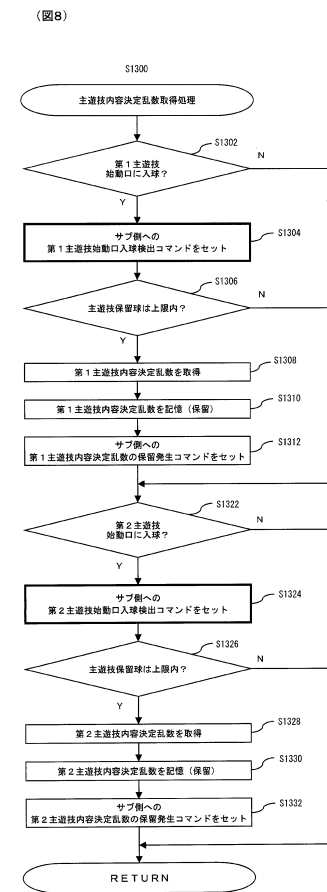 （図８）
S1300
主遊技内容決定乱数取得処理
S1302
N
第１主遊技
始動口に入球？
Y
サブ側への
第１主遊技始動口入球検出コマンドをセット
S1304
S1306
N
主遊技保留球は上限内？
Y
S1308
第１主遊技内容決定乱数を取得
S1310
第１主遊技内容決定乱数を記憶（保留）
S1312
サブ側への
第１主遊技内容決定乱数の保留発生コマンドをセット
S1322
N
第２主遊技
始動口に入球？
Y
サブ側への
第２主遊技始動口入球検出コマンドをセット
S1324
S1326
N
主遊技保留球は上限内？
Y
S1328
第２主遊技内容決定乱数を取得
S1330
第２主遊技内容決定乱数を記憶（保留）
S1332
サブ側への
第２主遊技内容決定乱数の保留発生コマンドをセット
RETURN